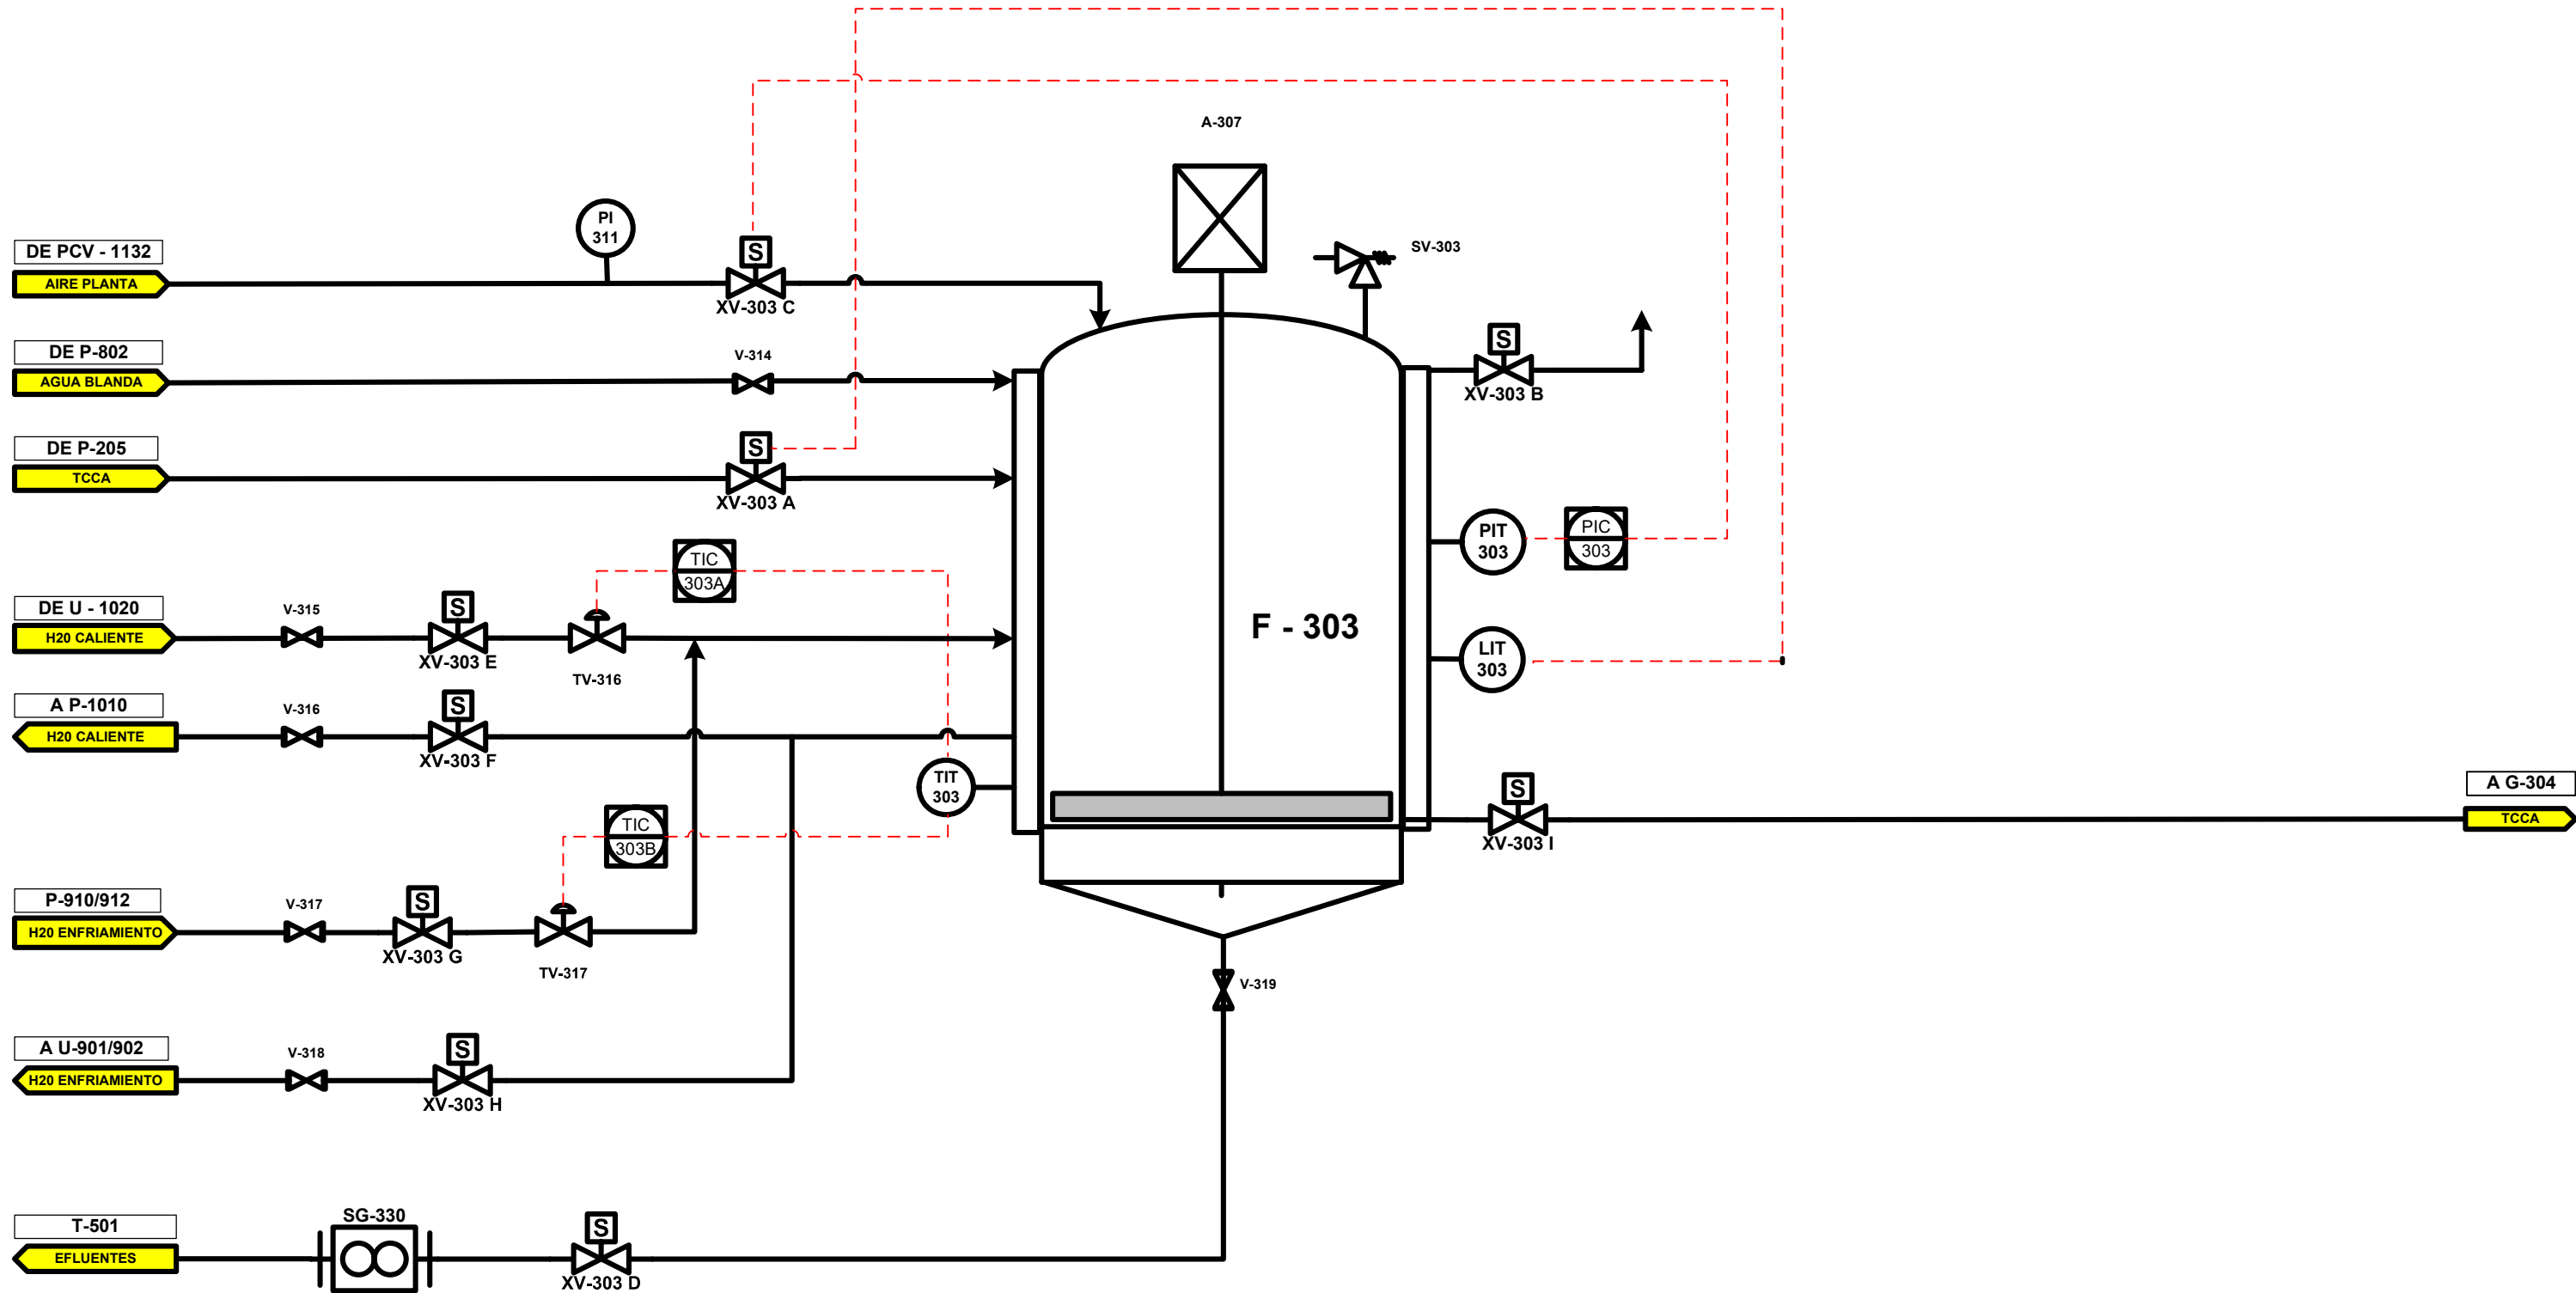 A-307
PI
311
SV-303
DE PCV - 1132
AIRE PLANTA
S
XV-303 C
DE P-802
AGUA BLANDA
V-314
S
XV-303 B
DE P-205
TCCA
S
XV-303 A
PIT
303
PIC
303
TIC
303A
DE U - 1020
H20 CALIENTE
V-315
S
XV-303 E
TV-316
F - 303
LIT
303
A P-1010
H20 CALIENTE
V-316
S
XV-303 F
TIT
303
S
XV-303 I
A G-304
TCCA
TIC
303B
P-910/912
H20 ENFRIAMIENTO
V-317
S
XV-303 G
TV-317
V-319
A U-901/902
H20 ENFRIAMIENTO
V-318
S
XV-303 H
T-501
EFLUENTES
SG-330
S
XV-303 D